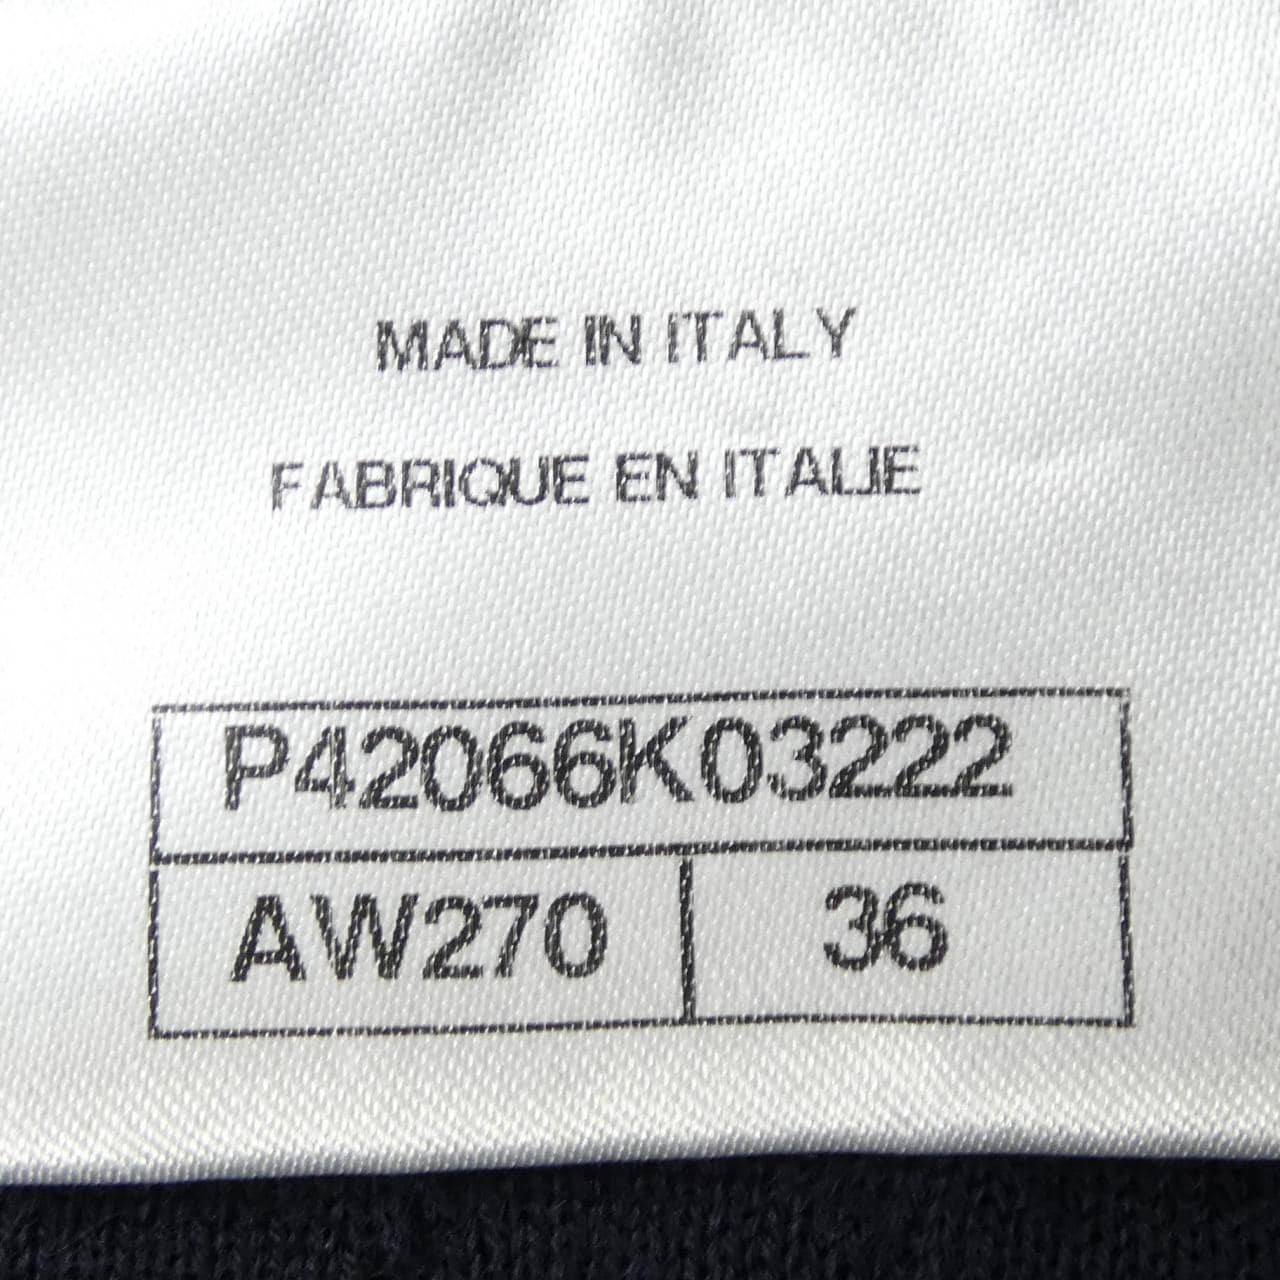 MADE IN ITALY
FABRIQUE EN ITALIE
P42066K03222
AW270 36